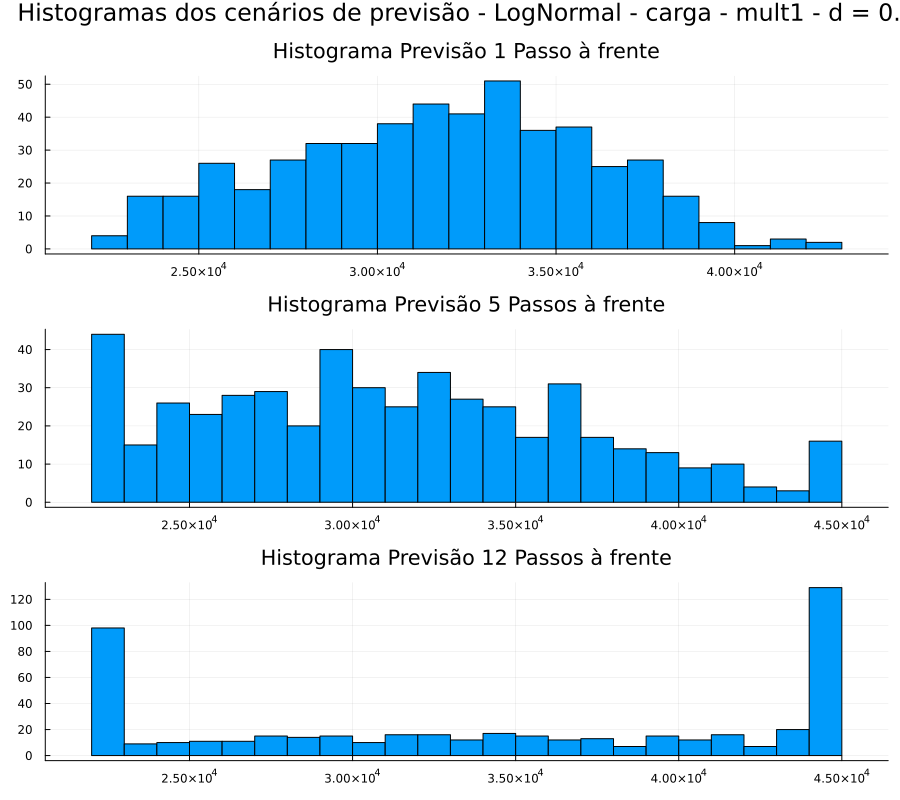 Histogramas dos cenários de previsão - LogNormal - carga - mult1 - d = 0.
Histograma Previsão 1 Passo à frente
50
40
30
20
10
0
2.50×10⁴ 3.00×10⁴ 3.50×10⁴ 4.00×10⁴
Histograma Previsão 5 Passos à frente
40
30
20
10
0
2.50×10⁴ 3.00×10⁴ 3.50×10⁴ 4.00×10⁴ 4.50×10⁴
Histograma Previsão 12 Passos à frente
120
100
80
60
40
20
0
2.50×10⁴ 3.00×10⁴ 3.50×10⁴ 4.00×10⁴ 4.50×10⁴